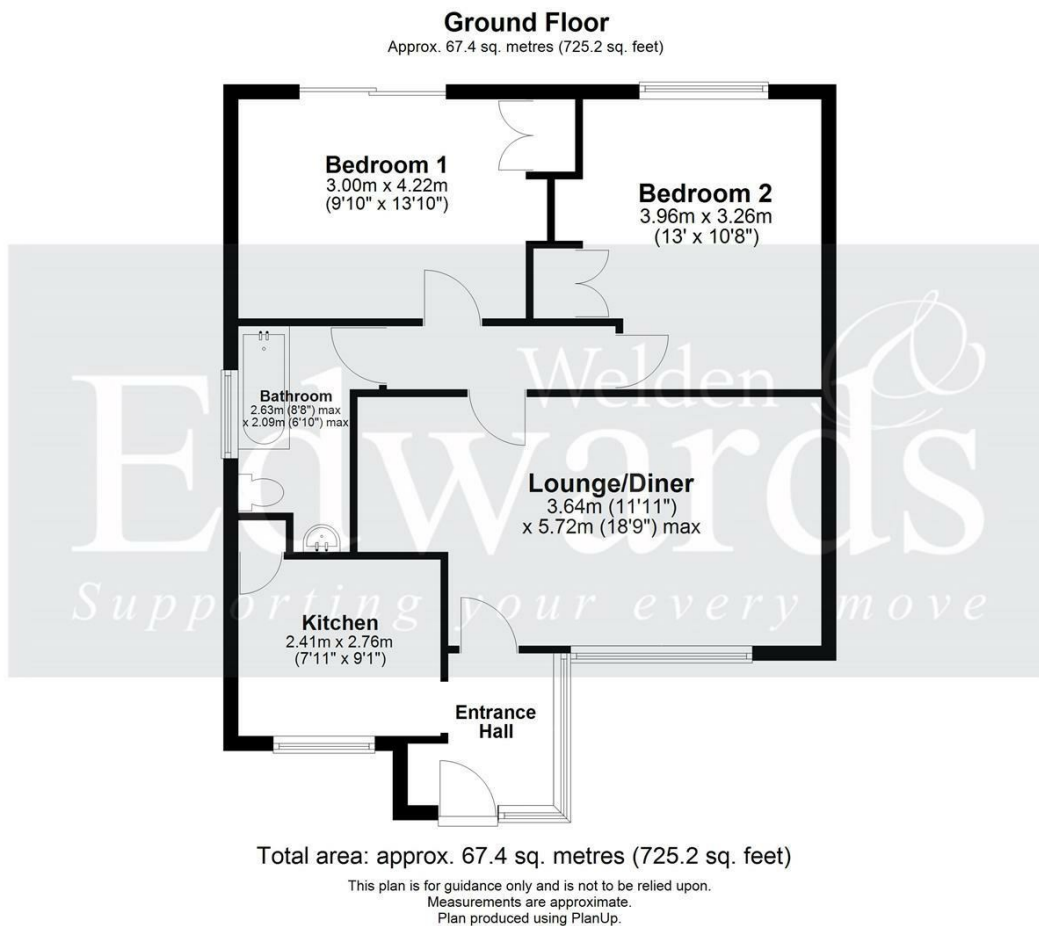 Ground Floor
Approx. 67.4 sq. metres (725.2 sq. feet)
Bedroom 1
3.00m x 4.22m
(9'10" x 13'10")
Bedroom 2
3.96m x 3.26m
(13' x 10'8")
Welden
Edwards
Supporting your every move
Bathroom
2.63m (8'8") max
x 2.09m (6'10") max
Lounge/Diner
3.64m (11'11")
x 5.72m (18'9") max
Kitchen
2.41m x 2.76m
(7'11" x 9'1")
Entrance
Hall
Total area: approx. 67.4 sq. metres (725.2 sq. feet)
This plan is for guidance only and is not to be relied upon.
Measurements are approximate.
Plan produced using PlanUp.